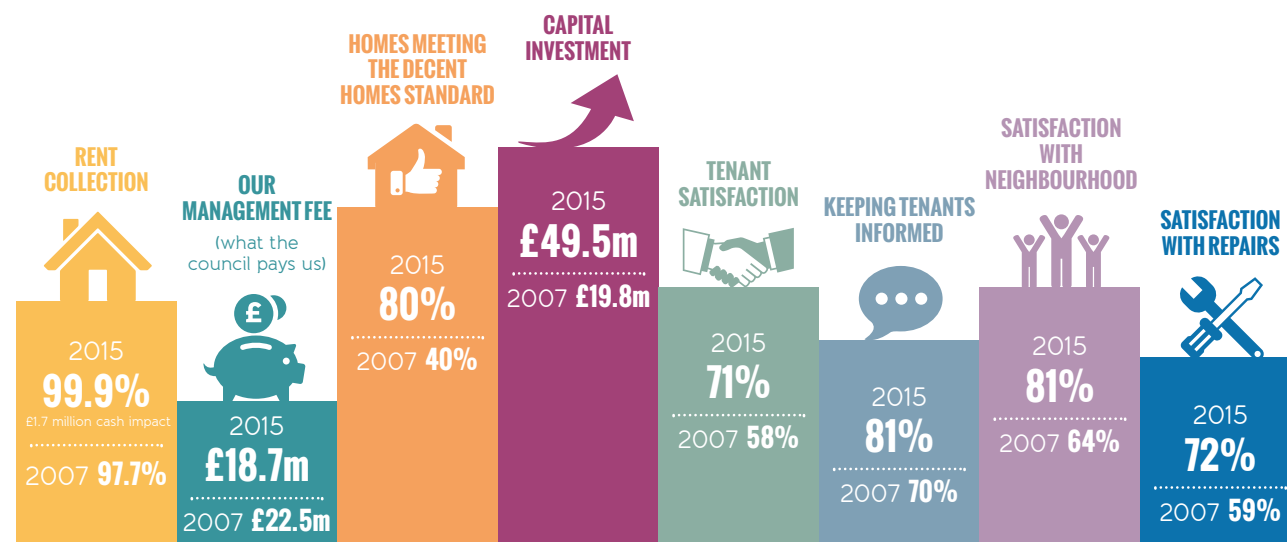 RENT
COLLECTION
2015
99.9%
£1.7 million cash impact
2007 97.7%
OUR
MANAGEMENT FEE
(what the
council pays us)
£
2015
£18.7m
2007 £22.5m
HOMES MEETING
THE DECENT
HOMES STANDARD
2015
80%
2007 40%
CAPITAL
INVESTMENT
2015
£49.5m
2007 £19.8m
TENANT
SATISFACTION
2015
71%
2007 58%
KEEPING TENANTS
INFORMED
2015
81%
2007 70%
SATISFACTION
WITH
NEIGHBOURHOOD
2015
81%
2007 64%
SATISFACTION
WITH REPAIRS
2015
72%
2007 59%